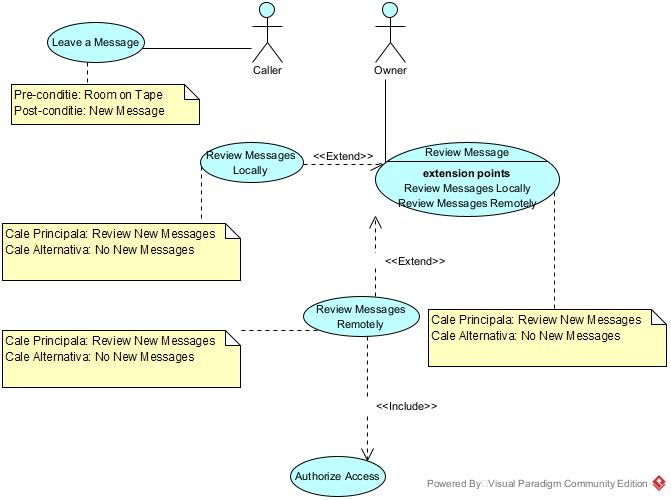 Leave a Message
Caller
Owner
Pre-conditie: Room on Tape
Post-conditie: New Message
Review Messages
Locally
<<Extend>>
Review Message
extension points
Review Messages Locally
Review Messages Remotely
Cale Principala: Review New Messages
Cale Alternativa: No New Messages
<<Extend>>
Review Messages
Remotely
Cale Principala: Review New Messages
Cale Alternativa: No New Messages
Cale Principala: Review New Messages
Cale Alternativa: No New Messages
<<Include>>
Authorize Access
Powered By Visual Paradigm Community Edition